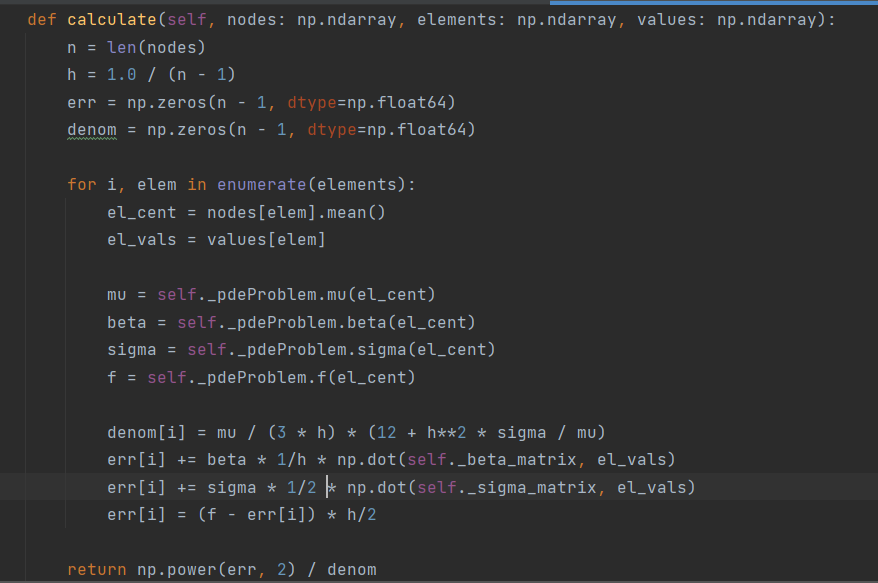 def calculate(self, nodes: np.ndarray, elements: np.ndarray, values: np.ndarray):
    n = len(nodes)
    h = 1.0 / (n - 1)
    err = np.zeros(n - 1, dtype=np.float64)
    denom = np.zeros(n - 1, dtype=np.float64)

    for i, elem in enumerate(elements):
        el_cent = nodes[elem].mean()
        el_vals = values[elem]

        mu = self._pdeProblem.mu(el_cent)
        beta = self._pdeProblem.beta(el_cent)
        sigma = self._pdeProblem.sigma(el_cent)
        f = self._pdeProblem.f(el_cent)

        denom[i] = mu / (3 * h) * (12 + h**2 * sigma / mu)
        err[i] += beta * 1/h * np.dot(self._beta_matrix, el_vals)
        err[i] += sigma * 1/2 * np.dot(self._sigma_matrix, el_vals)
        err[i] = (f - err[i]) * h/2

    return np.power(err, 2) / denom